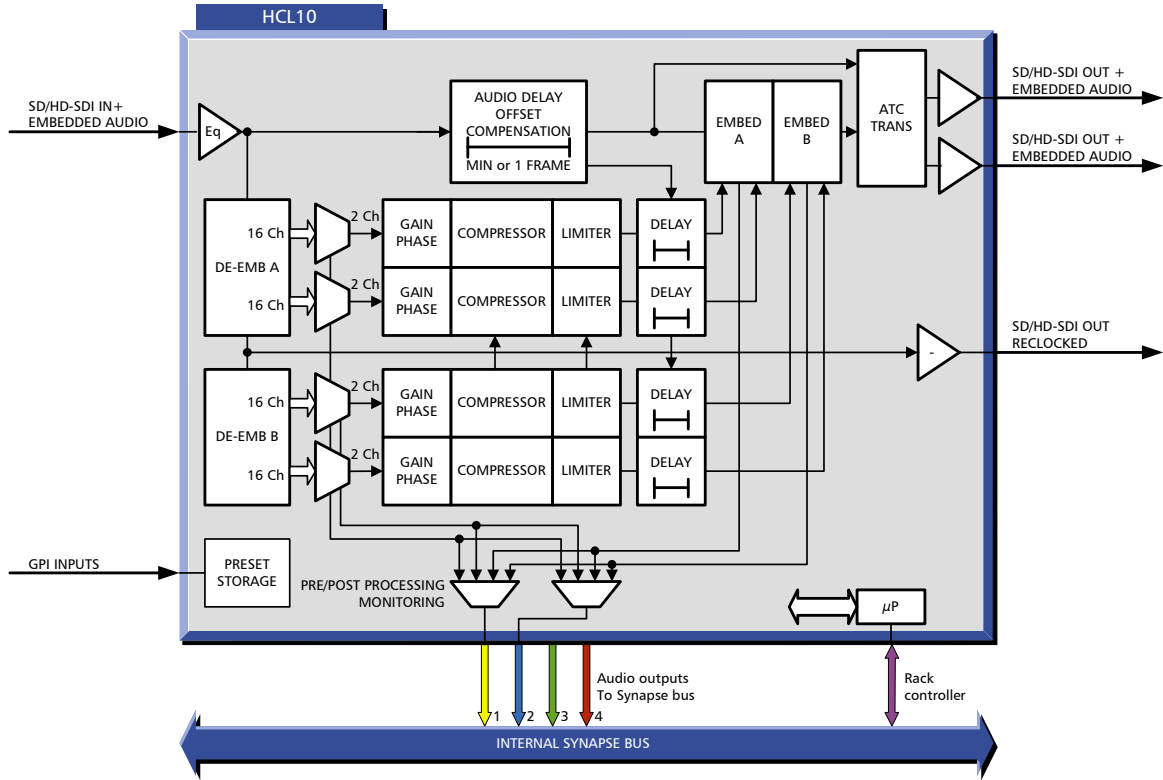 HCL10
SD/HD-SDI IN+
EMBEDDED AUDIO
Eq
AUDIO DELAY
OFFSET
COMPENSATION
MIN or 1 FRAME
EMBED
A
EMBED
B
ATC
TRANS
SD/HD-SDI OUT +
EMBEDDED AUDIO
SD/HD-SDI OUT +
EMBEDDED AUDIO
16 Ch
DE-EMB A
16 Ch
2 Ch
GAIN
PHASE
COMPRESSOR
LIMITER
DELAY
2 Ch
GAIN
PHASE
COMPRESSOR
LIMITER
DELAY
-
SD/HD-SDI OUT
RECLOCKED
16 Ch
DE-EMB B
16 Ch
2 Ch
GAIN
PHASE
COMPRESSOR
LIMITER
DELAY
2 Ch
GAIN
PHASE
COMPRESSOR
LIMITER
DELAY
GPI INPUTS
PRESET
STORAGE
PRE/POST PROCESSING
MONITORING
µP
Audio outputs
To Synapse bus
1
2
3
4
Rack
controller
INTERNAL SYNAPSE BUS